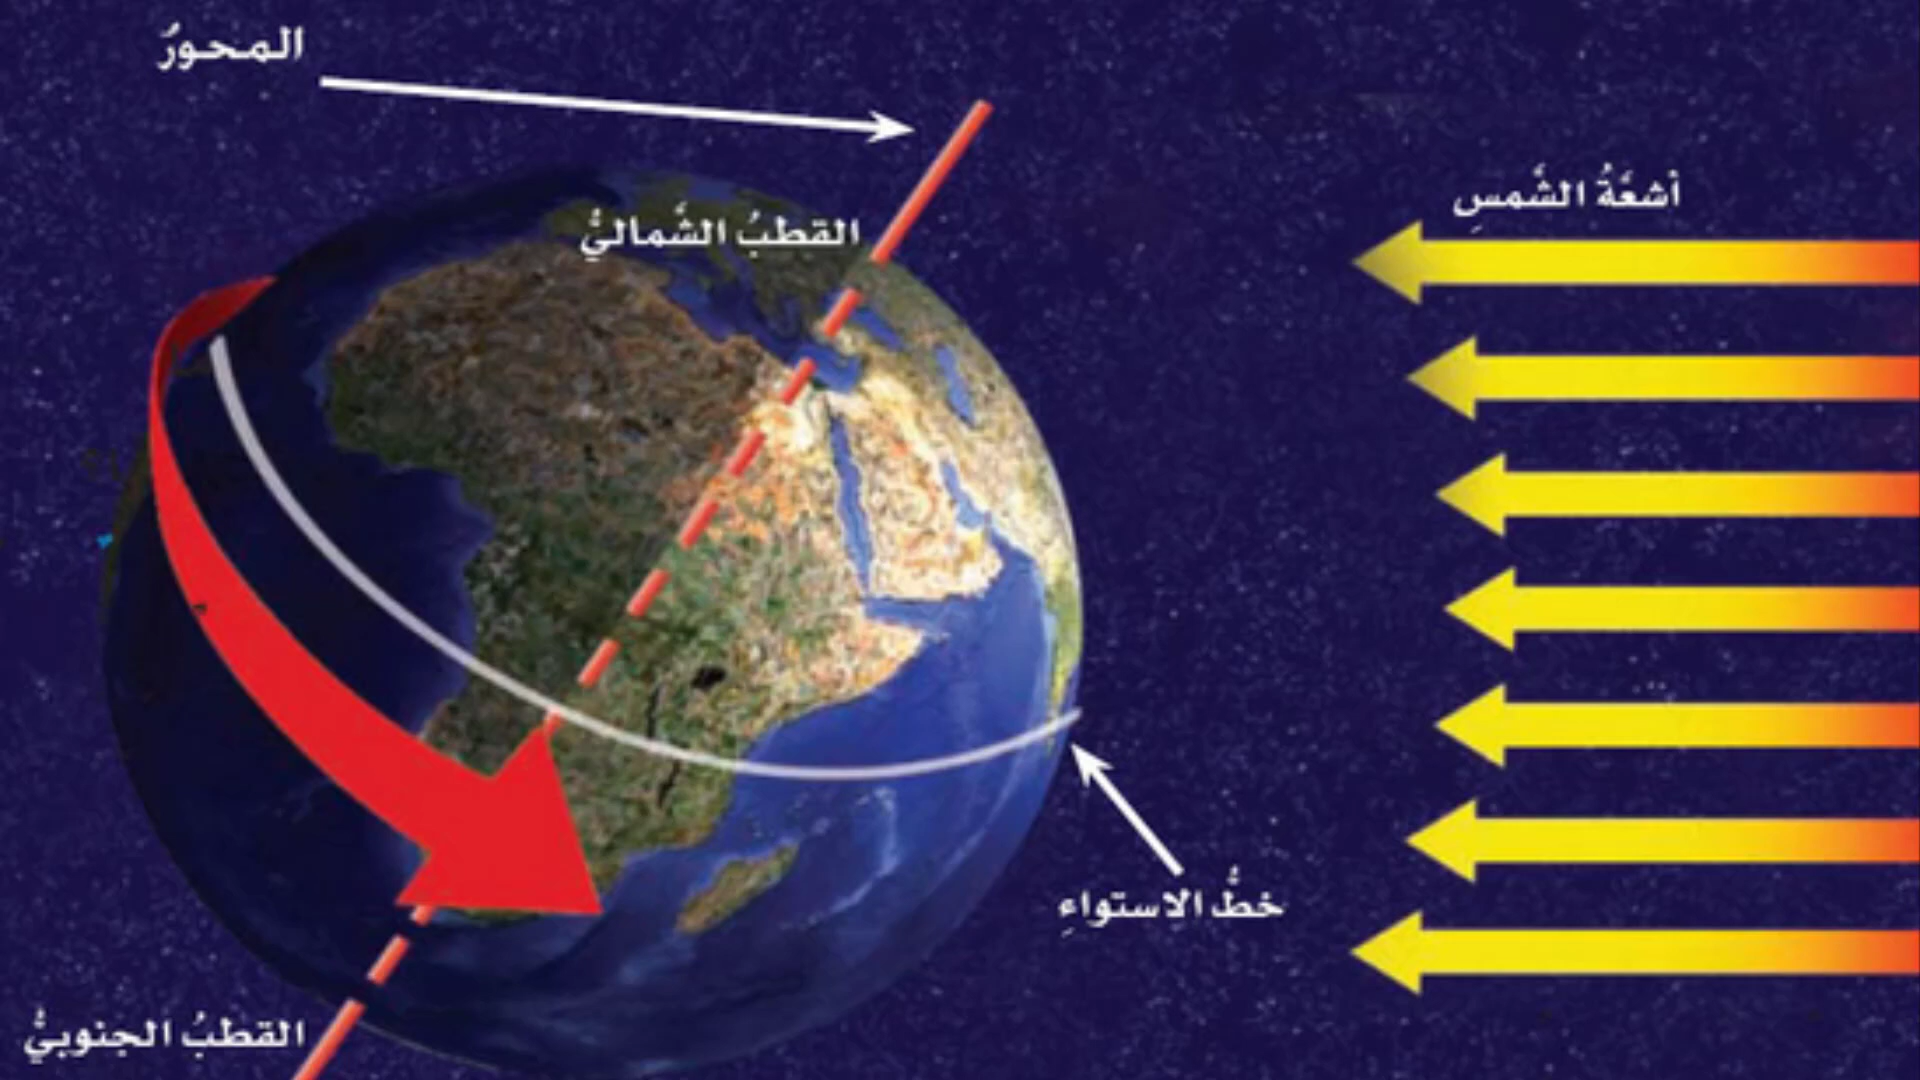 المحورُ
أشعَّةُ الشَّمسِ
القطبُ الشَّماليُّ
خطُّ الاستواءِ
القطبُ الجنوبيُّ